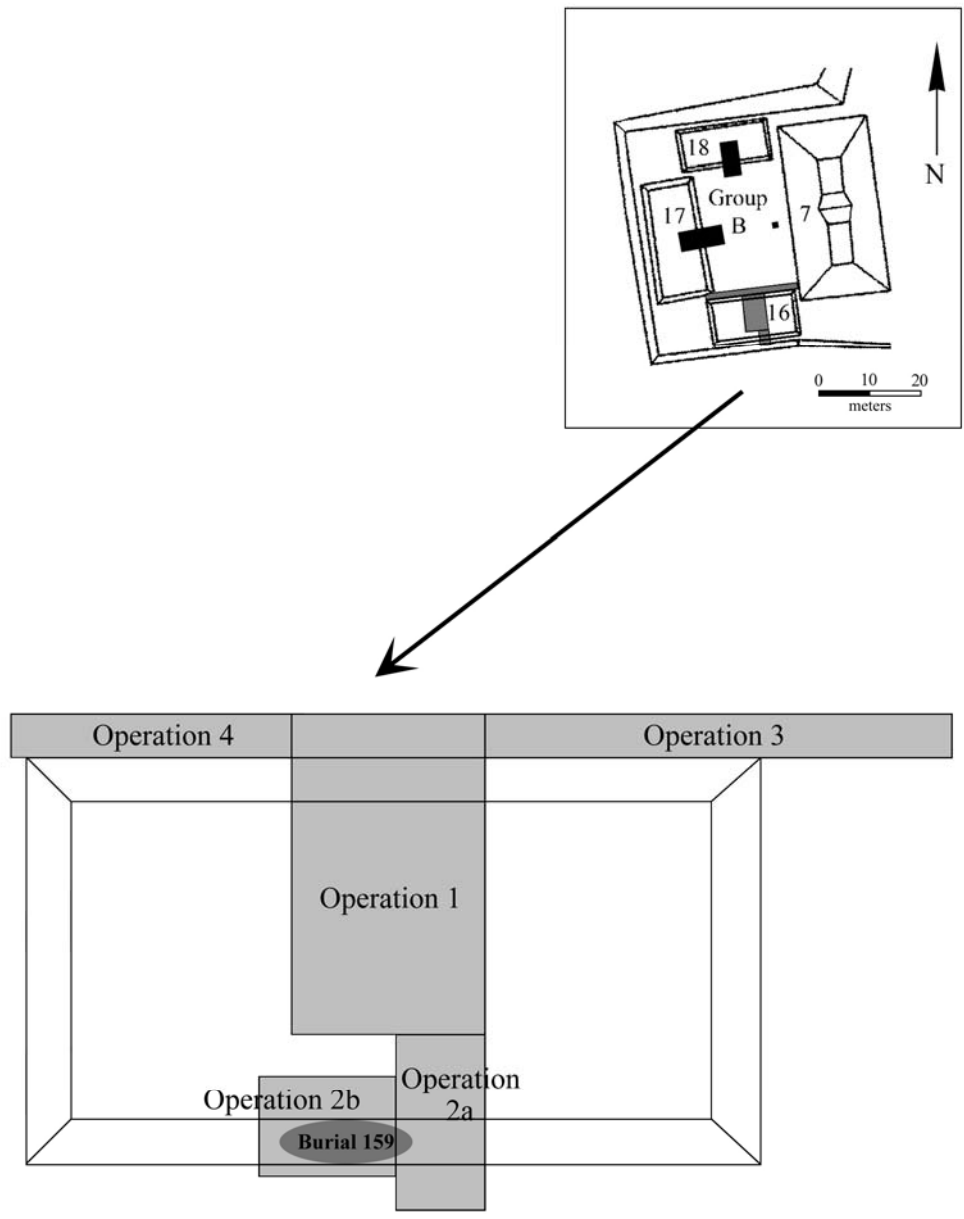 18
Group
B
17
7
16
N
0 10 20
meters
Operation 4
Operation 3
Operation 1
Operation 2b
Operation
2a
Burial 159